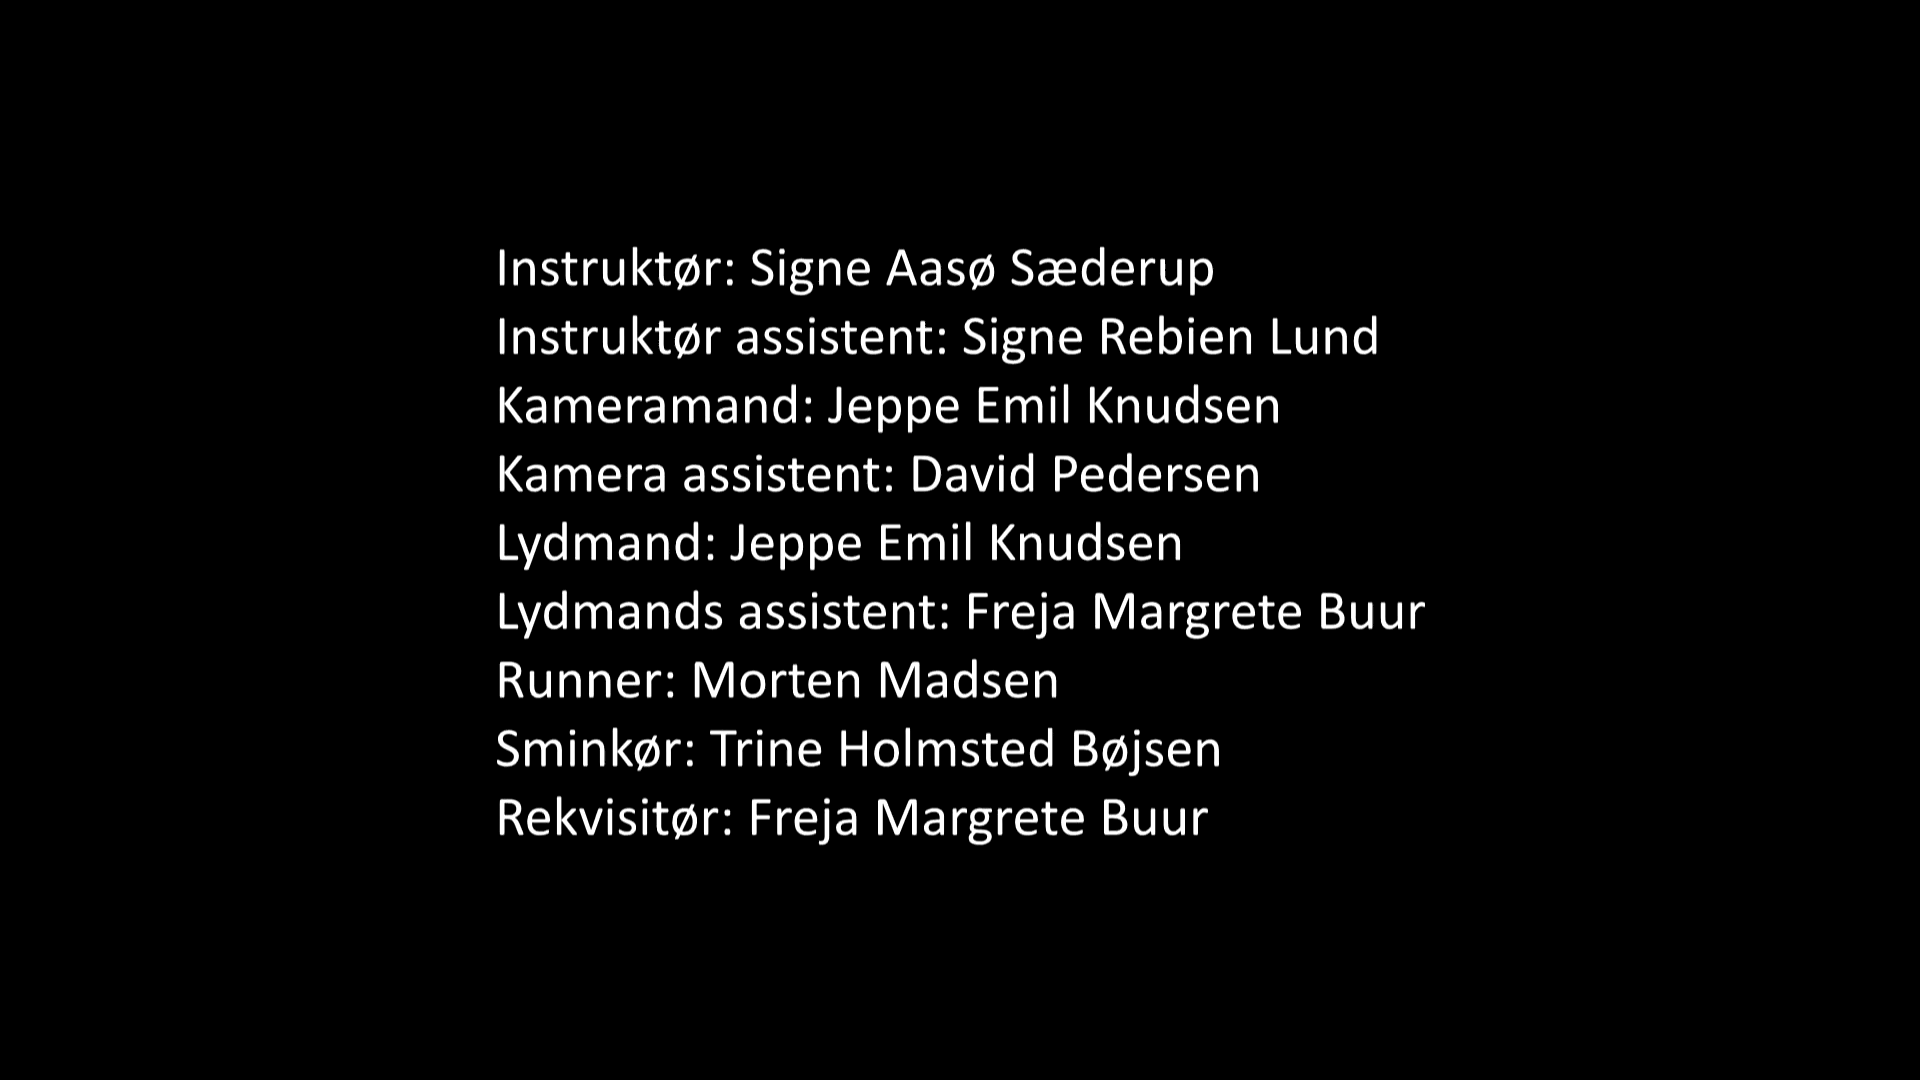 Instruktør: Signe Aasø Sæderup
Instruktør assistent: Signe Rebien Lund
Kameramand: Jeppe Emil Knudsen
Kamera assistent: David Pedersen
Lydmand: Jeppe Emil Knudsen
Lydmands assistent: Freja Margrete Buur
Runner: Morten Madsen
Sminkør: Trine Holmsted Bøjsen
Rekvisitør: Freja Margrete Buur